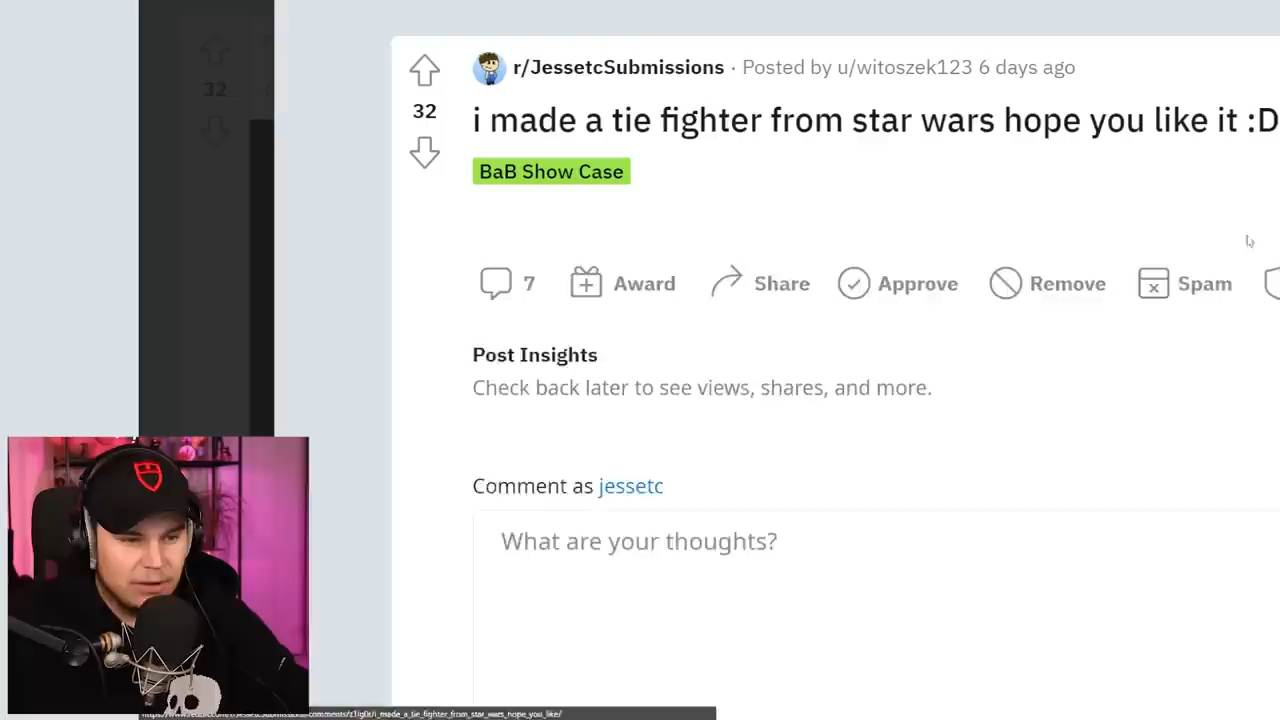 32
r/JessetcSubmissions · Posted by u/witoszek123 6 days ago
32
i made a tie fighter from star wars hope you like it :D
BaB Show Case
7 Award Share Approve Remove Spam
Post Insights
Check back later to see views, shares, and more.
Comment as jessetc
What are your thoughts?